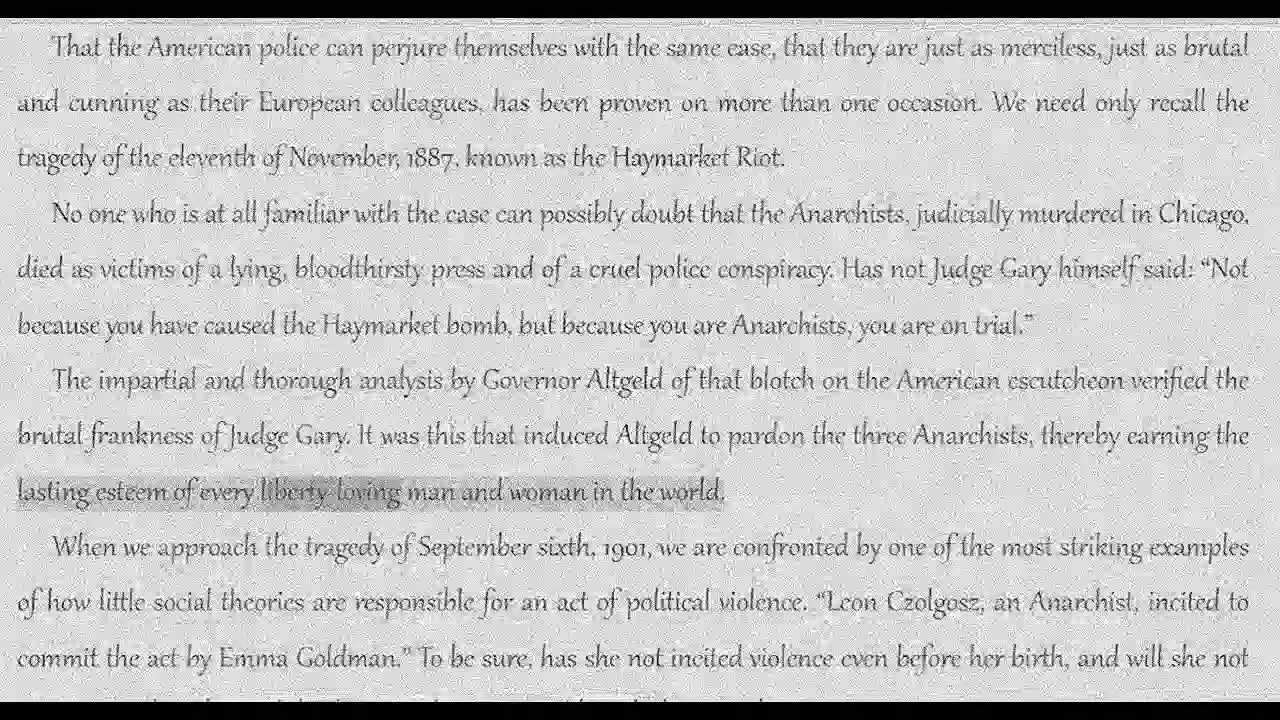 That the American police can perjure themselves with the same ease, that they are just as merciless, just as brutal
and cunning as their European colleagues, has been proven on more than one occasion. We need only recall the
tragedy of the eleventh of November, 1887, known as the Haymarket Riot.
No one who is at all familiar with the case can possibly doubt that the Anarchists, judicially murdered in Chicago,
died as victims of a lying, bloodthirsty press and of a cruel police conspiracy. Has not Judge Gary himself said: “Not
because you have caused the Haymarket bomb, but because you are Anarchists, you are on trial.”
The impartial and thorough analysis by Governor Altgeld of that blotch on the American escutcheon verified the
brutal frankness of Judge Gary. It was this that induced Altgeld to pardon the three Anarchists, thereby earning the
lasting esteem of every liberty loving man and woman in the world.
When we approach the tragedy of September sixth, 1901, we are confronted by one of the most striking examples
of how little social theories are responsible for an act of political violence. “Leon Czolgosz, an Anarchist, incited to
commit the act by Emma Goldman.” To be sure, has she not incited violence even before her birth, and will she not